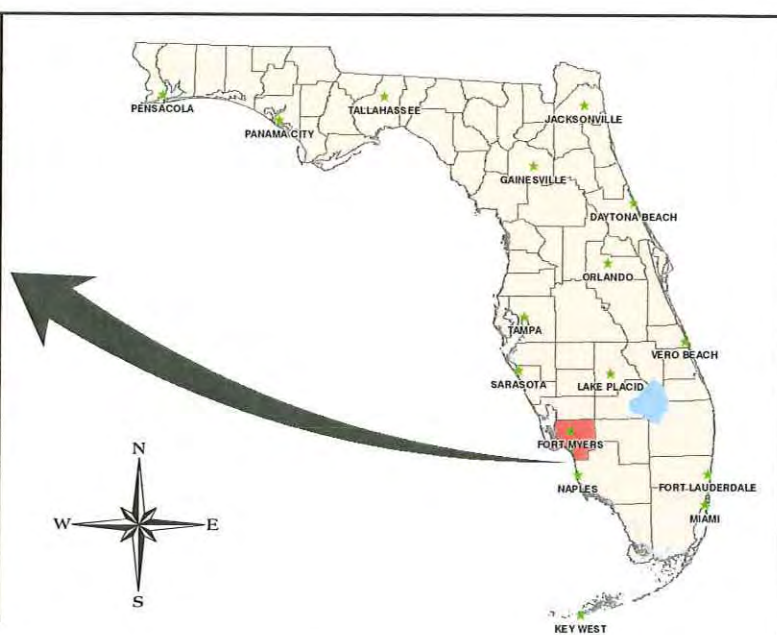 PENSACOLA
TALLAHASSEE
PANAMA CITY
JACKSONVILLE
GAINESVILLE
DAYTONA BEACH
ORLANDO
TAMPA
VERO BEACH
SARASOTA
LAKE PLACID
FORT MYERS
NAPLES
FORT LAUDERDALE
MIAMI
KEY WEST
N
W
E
S